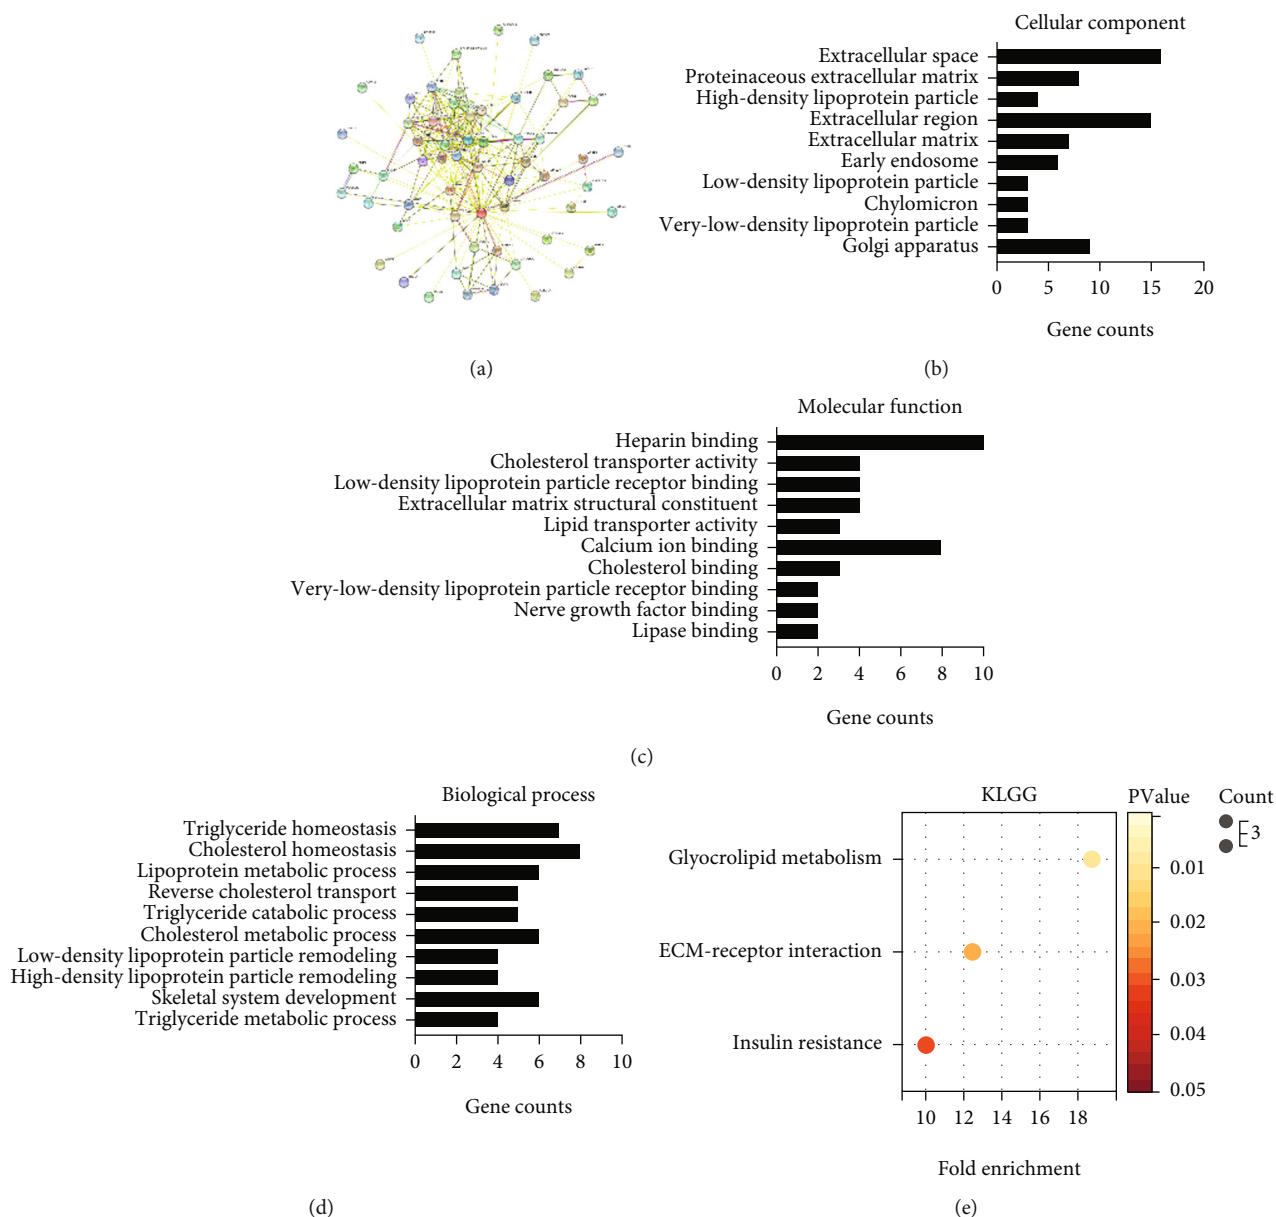 (a)
Cellular component
Extracellular space
Proteinaceous extracellular matrix
High-density lipoprotein particle
Extracellular region
Extracellular matrix
Early endosome
Low-density lipoprotein particle
Chylomicron
Very-low-density lipoprotein particle
Golgi apparatus
0 5 10 15 20
Gene counts
(b)
Molecular function
Heparin binding
Cholesterol transporter activity
Low-density lipoprotein particle receptor binding
Extracellular matrix structural constituent
Lipid transporter activity
Calcium ion binding
Cholesterol binding
Very-low-density lipoprotein particle receptor binding
Nerve growth factor binding
Lipase binding
0 2 4 6 8 10
Gene counts
(c)
Biological process
Triglyceride homeostasis
Cholesterol homeostasis
Lipoprotein metabolic process
Reverse cholesterol transport
Triglyceride catabolic process
Cholesterol metabolic process
Low-density lipoprotein particle remodeling
High-density lipoprotein particle remodeling
Skeletal system development
Triglyceride metabolic process
0 2 4 6 8 10
Gene counts
(d)
KLGG
Glyocrolipid metabolism
ECM-receptor interaction
Insulin resistance
10 12 14 16 18
Fold enrichment
PValue
0.01
0.02
0.03
0.04
0.05
Count
3
(e)